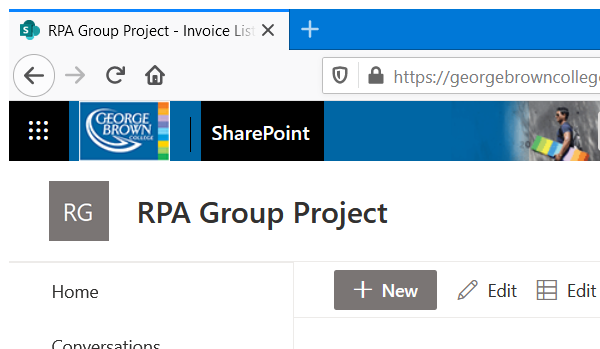 RPA Group Project - Invoice List
https://georgebrowncollege
GEORGE
BROWN
COLLEGE
SharePoint
RG
RPA Group Project
Home
New
Edit
Edit
Conversations